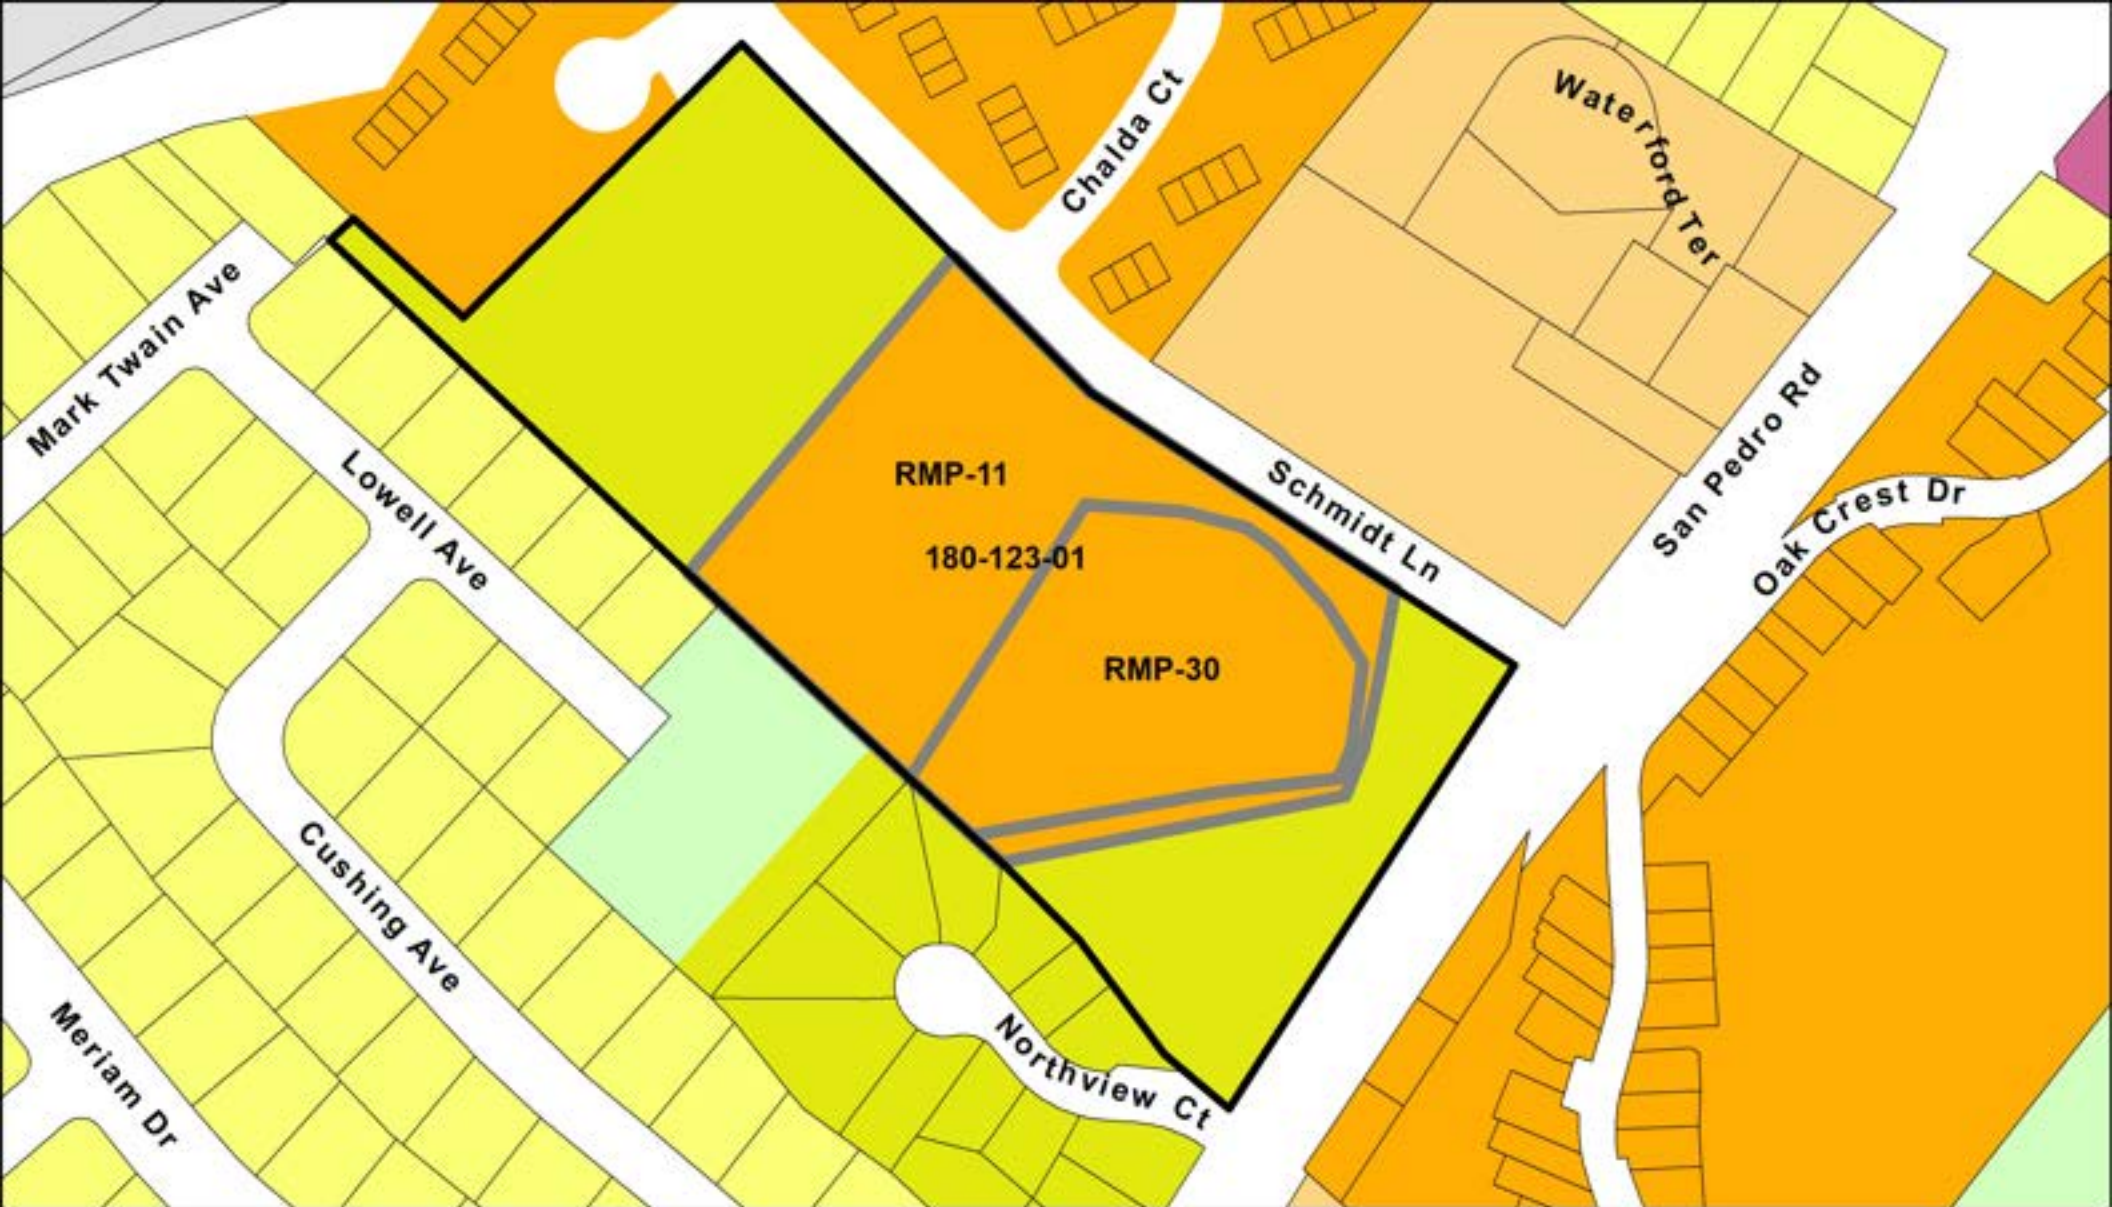 Waterford Ter
Chalda Ct
Mark Twain Ave
San Pedro Rd
RMP-11
Schmidt Ln
Lowell Ave
Oak Crest Dr
180-123-01
RMP-30
Cushing Ave
Meriam Dr
Northview Ct